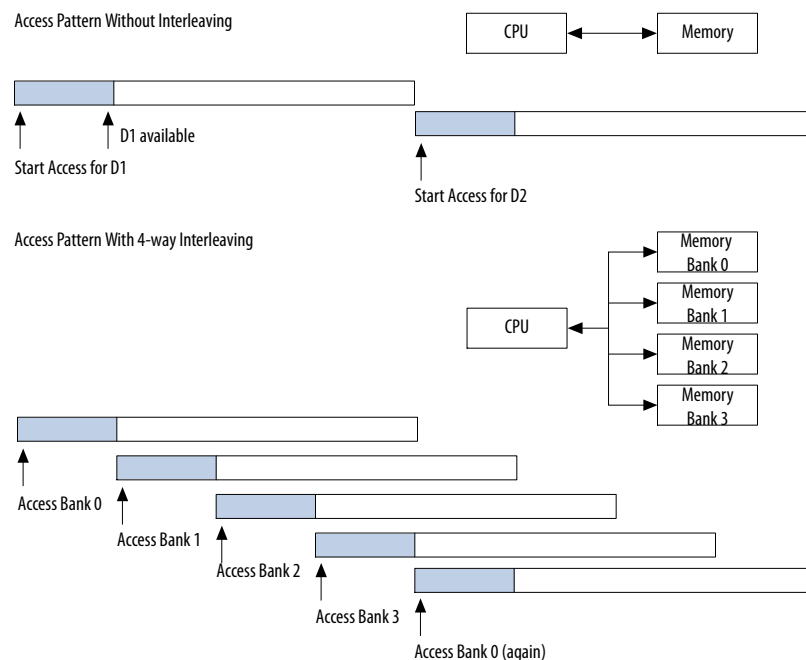 Access Pattern Without Interleaving
CPU
Memory
D1 available
Start Access for D1
Start Access for D2
Access Pattern With 4-way Interleaving
CPU
Memory
Bank 0
Memory
Bank 1
Memory
Bank 2
Memory
Bank 3
Access Bank 0
Access Bank 1
Access Bank 2
Access Bank 3
Access Bank 0 (again)